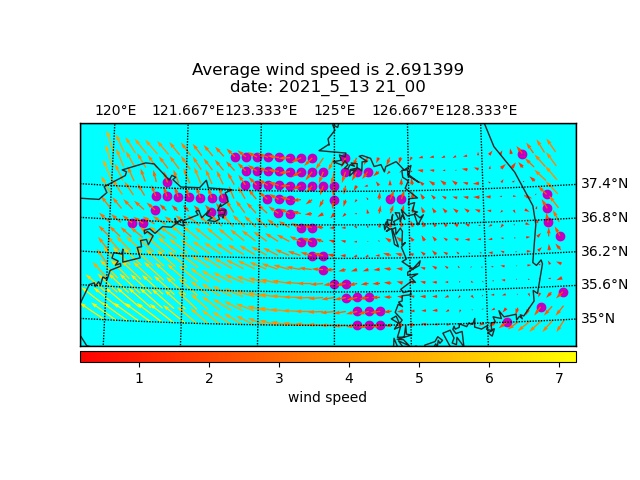 Average wind speed is 2.691399
date: 2021_5_13 21_00
120°E 121.667°E 123.333°E 125°E 126.667°E 128.333°E
37.4°N
36.8°N
36.2°N
35.6°N
35°N
1 2 3 4 5 6 7
wind speed